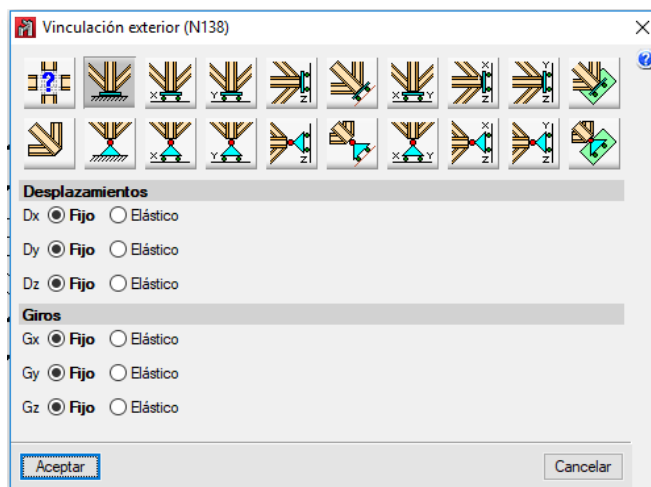 Vinculación exterior (N138)
?
X
Y
Z
X Y
X Z
Y Z
X
Y
Z
X Y
X Z
Y Z
Desplazamientos
Dx Fijo Elástico
Dy Fijo Elástico
Dz Fijo Elástico
Giros
Gx Fijo Elástico
Gy Fijo Elástico
Gz Fijo Elástico
Aceptar Cancelar